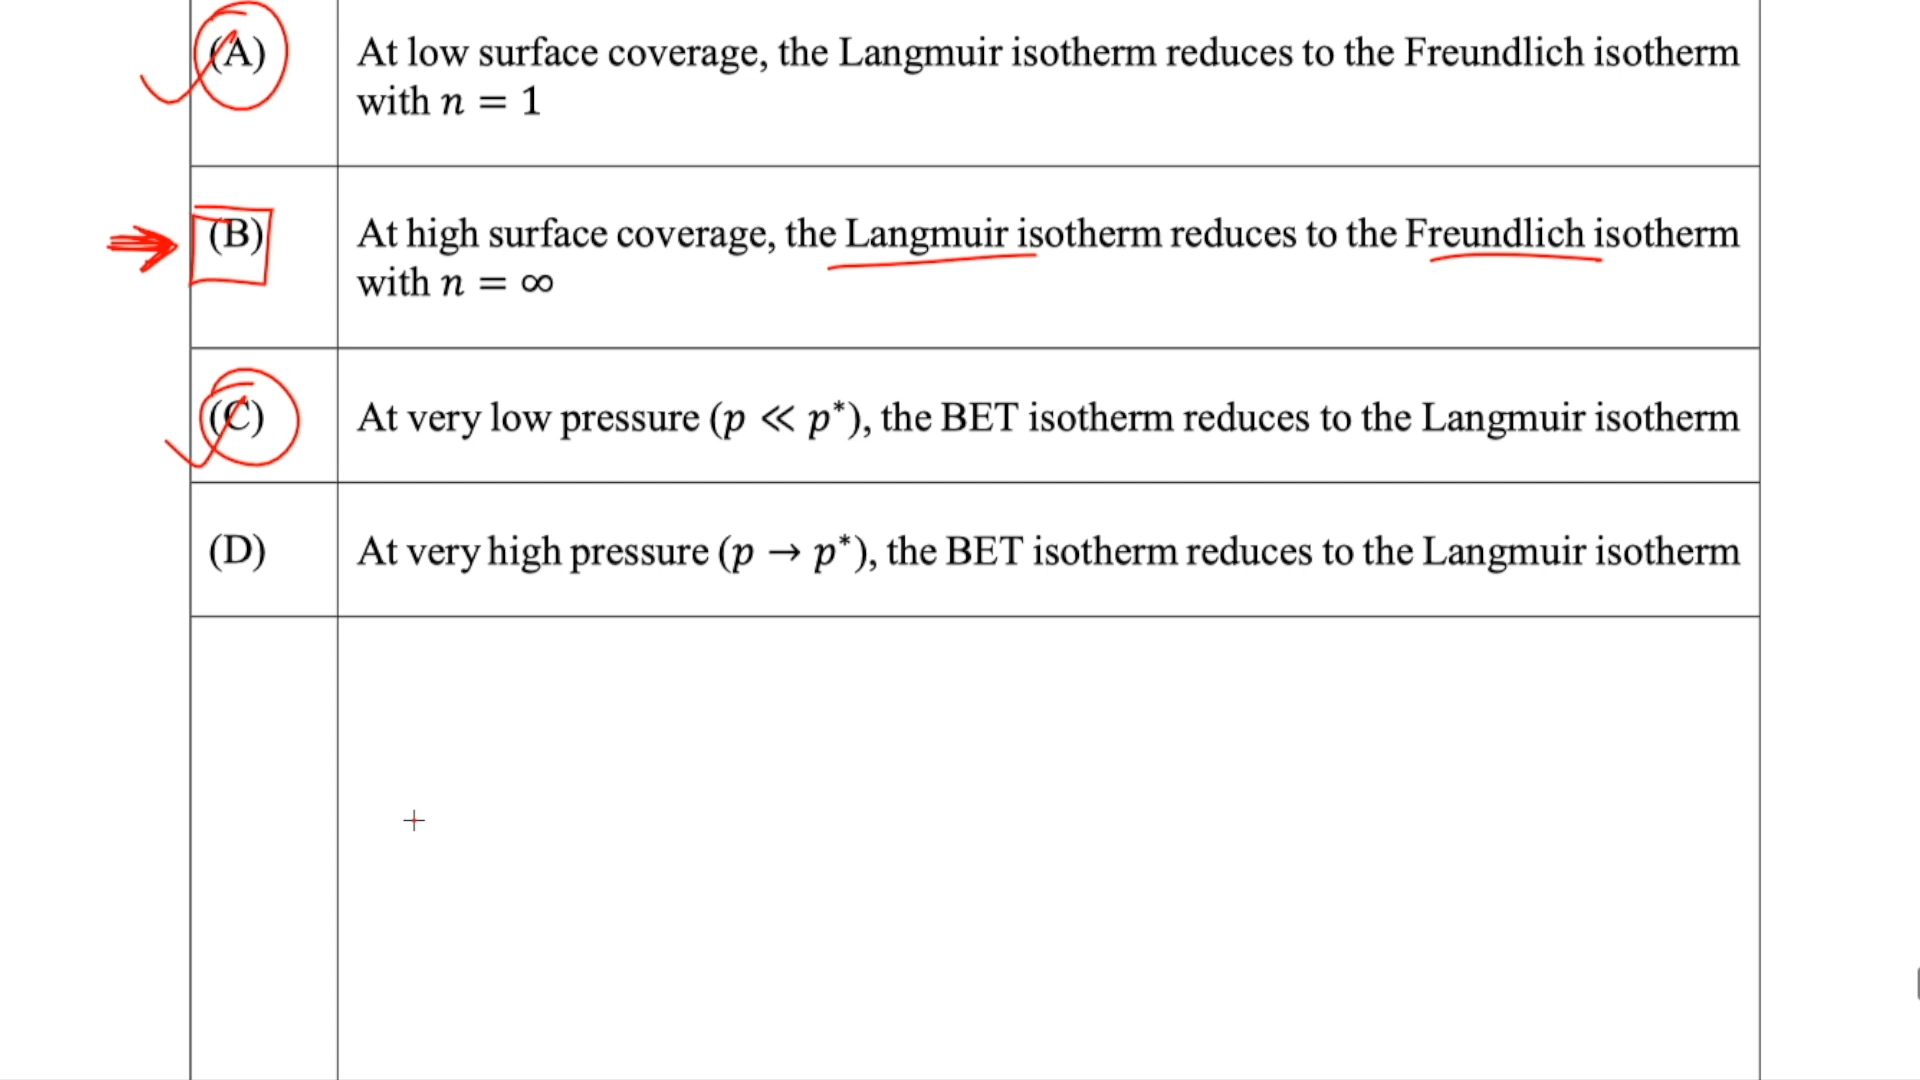 (A) At low surface coverage, the Langmuir isotherm reduces to the Freundlich isotherm
with n = 1
(B) At high surface coverage, the Langmuir isotherm reduces to the Freundlich isotherm
with n = ∞
(C) At very low pressure (p ≪ p*), the BET isotherm reduces to the Langmuir isotherm
(D) At very high pressure (p → p*), the BET isotherm reduces to the Langmuir isotherm